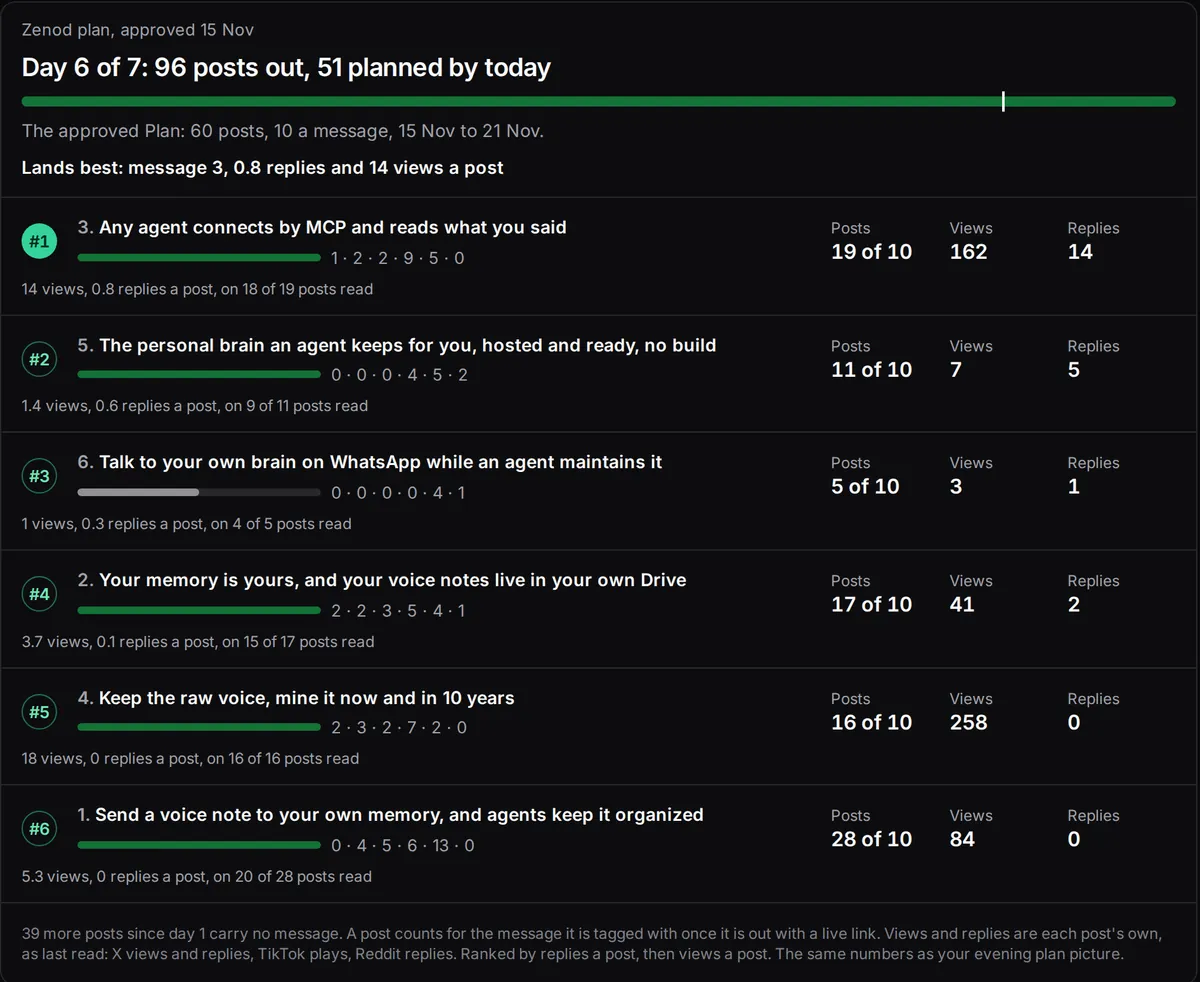 Zenod plan, approved 15 Nov
Day 6 of 7: 96 posts out, 51 planned by today
The approved Plan: 60 posts, 10 a message, 15 Nov to 21 Nov.
Lands best: message 3, 0.8 replies and 14 views a post
#1
3. Any agent connects by MCP and reads what you said
1 · 2 · 2 · 9 · 5 · 0
14 views, 0.8 replies a post, on 18 of 19 posts read
Posts Views Replies
19 of 10 162 14
#2
5. The personal brain an agent keeps for you, hosted and ready, no build
0 · 0 · 0 · 4 · 5 · 2
1.4 views, 0.6 replies a post, on 9 of 11 posts read
Posts Views Replies
11 of 10 7 5
#3
6. Talk to your own brain on WhatsApp while an agent maintains it
0 · 0 · 0 · 0 · 4 · 1
1 views, 0.3 replies a post, on 4 of 5 posts read
Posts Views Replies
5 of 10 3 1
#4
2. Your memory is yours, and your voice notes live in your own Drive
2 · 2 · 3 · 5 · 4 · 1
3.7 views, 0.1 replies a post, on 15 of 17 posts read
Posts Views Replies
17 of 10 41 2
#5
4. Keep the raw voice, mine it now and in 10 years
2 · 3 · 2 · 7 · 2 · 0
18 views, 0 replies a post, on 16 of 16 posts read
Posts Views Replies
16 of 10 258 0
#6
1. Send a voice note to your own memory, and agents keep it organized
0 · 4 · 5 · 6 · 13 · 0
5.3 views, 0 replies a post, on 20 of 28 posts read
Posts Views Replies
28 of 10 84 0
39 more posts since day 1 carry no message. A post counts for the message it is tagged with once it is out with a live link. Views and replies are each post's own,
as last read: X views and replies, TikTok plays, Reddit replies. Ranked by replies a post, then views a post. The same numbers as your evening plan picture.